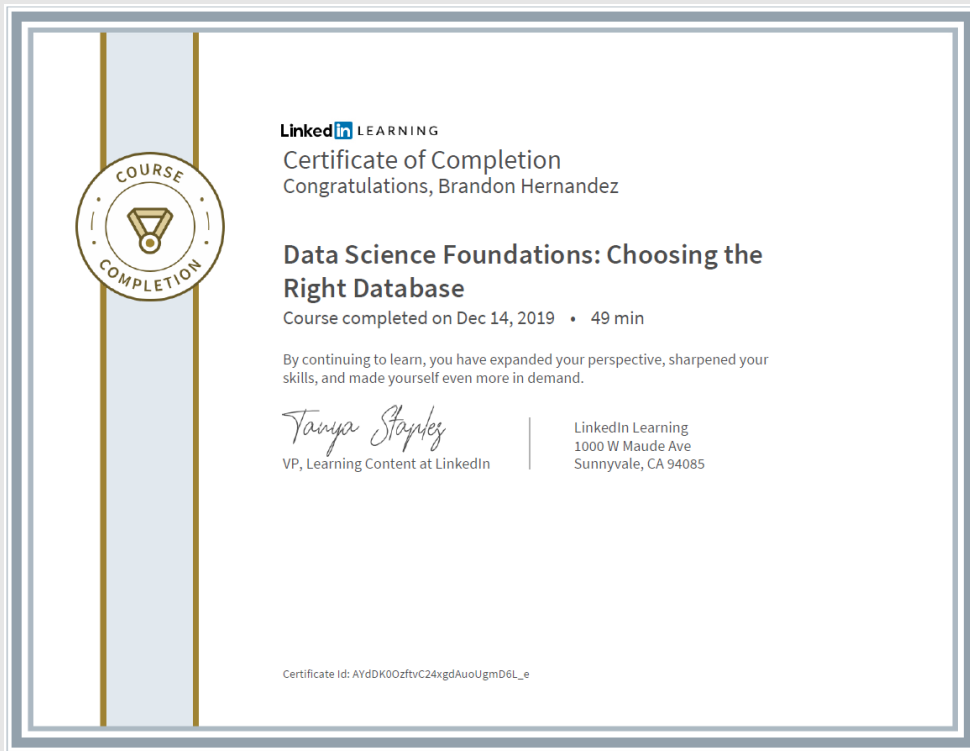 COURSE
COMPLETION
Linked in LEARNING
Certificate of Completion
Congratulations, Brandon Hernandez
Data Science Foundations: Choosing the
Right Database
Course completed on Dec 14, 2019 • 49 min
By continuing to learn, you have expanded your perspective, sharpened your
skills, and made yourself even more in demand.
Tanya Staples
VP, Learning Content at LinkedIn
LinkedIn Learning
1000 W Maude Ave
Sunnyvale, CA 94085
Certificate Id: AYdDK0OzftvC24xgdAuoUgmD6L_e